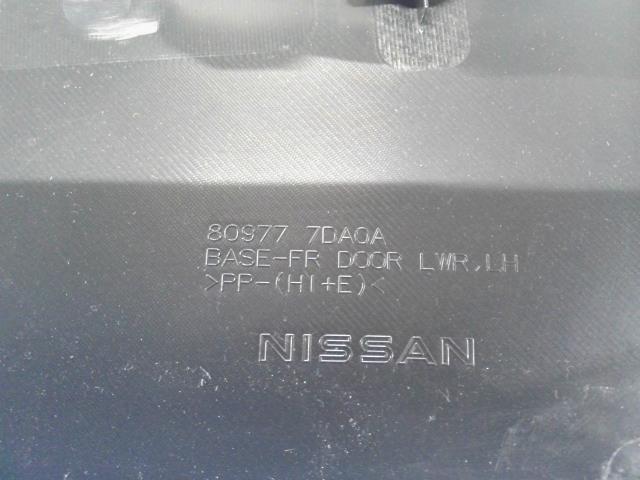 80977 7DA0A
BASE-FR DOOR LWR,LH
>PP-(HI+E)<
NISSAN